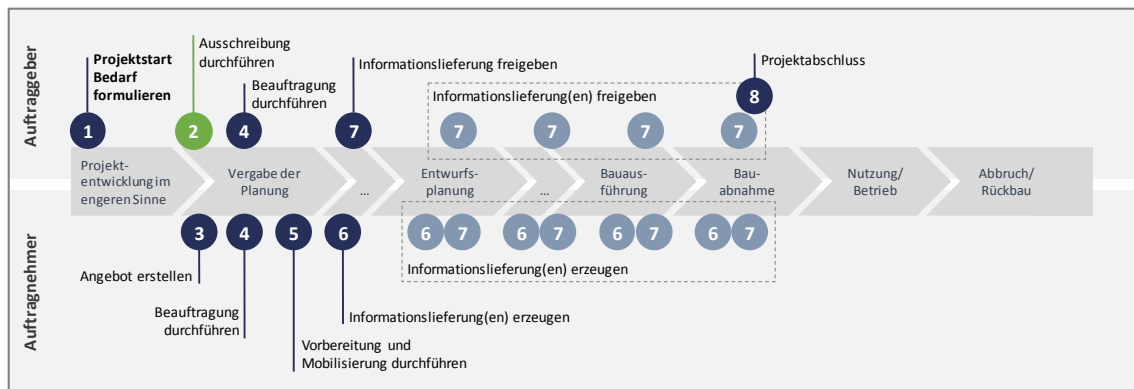 Auftraggeber
Projektstart
Bedarf
formulieren
Ausschreibung
durchführen
Beauftragung
durchführen
Informationslieferung freigeben
Informationslieferung(en) freigeben
Projektabschluss
1
2
4
7
7
7
7
7
8
Projekt-
entwicklung im
engeren Sinne
Vergabe der
Planung
...
Entwurfs-
planung
...
Bauaus-
führung
Bau-
abnahme
Nutzung/
Betrieb
Abbruch/
Rückbau
Auftragnehmer
3
4
5
6
6
7
6
7
6
7
6
7
Angebot erstellen
Beauftragung
durchführen
Vorbereitung und
Mobilisierung durchführen
Informationslieferung(en) erzeugen
Informationslieferung(en) erzeugen